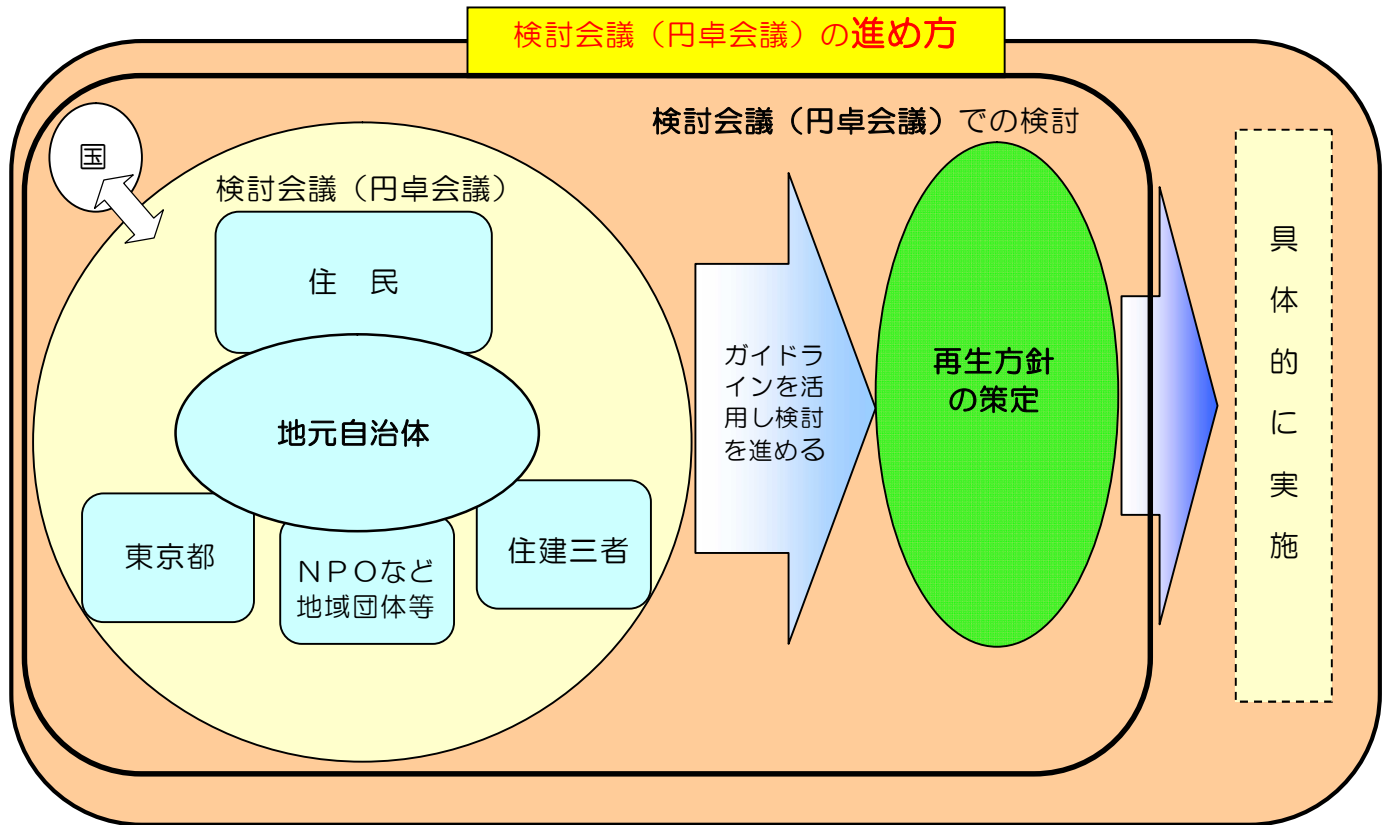 検討会議（円卓会議）の進め方
検討会議（円卓会議）での検討
国
検討会議（円卓会議）
住　民
地元自治体
東京都
ＮＰＯなど
地域団体等
住建三者
ガイドラ
インを活
用し検討
を進める
再生方針
の策定
具体的に実施